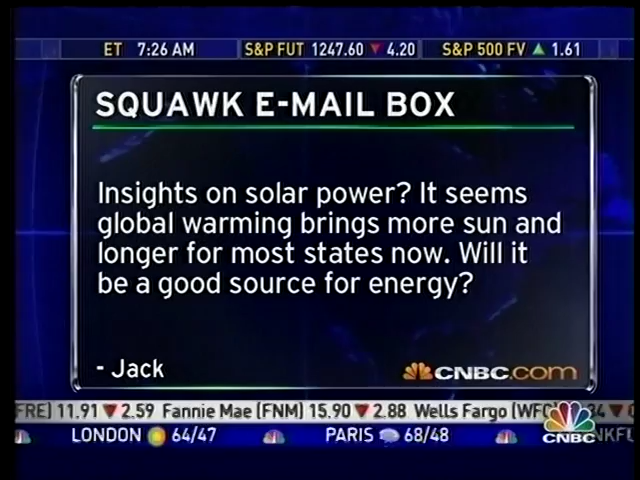 ET 7:26 AM S&P FUT 1247.60 ▼ 4.20 S&P 500 FV ▲ 1.61
SQUAWK E-MAIL BOX
Insights on solar power? It seems
global warming brings more sun and
longer for most states now. Will it
be a good source for energy?
- Jack
CNBC.com
FRE) 11.91 ▼ 2.59 Fannie Mae (FNM) 15.90 ▼ 2.88 Wells Fargo (WFC)
LONDON 64/47 PARIS 68/48
CNBC